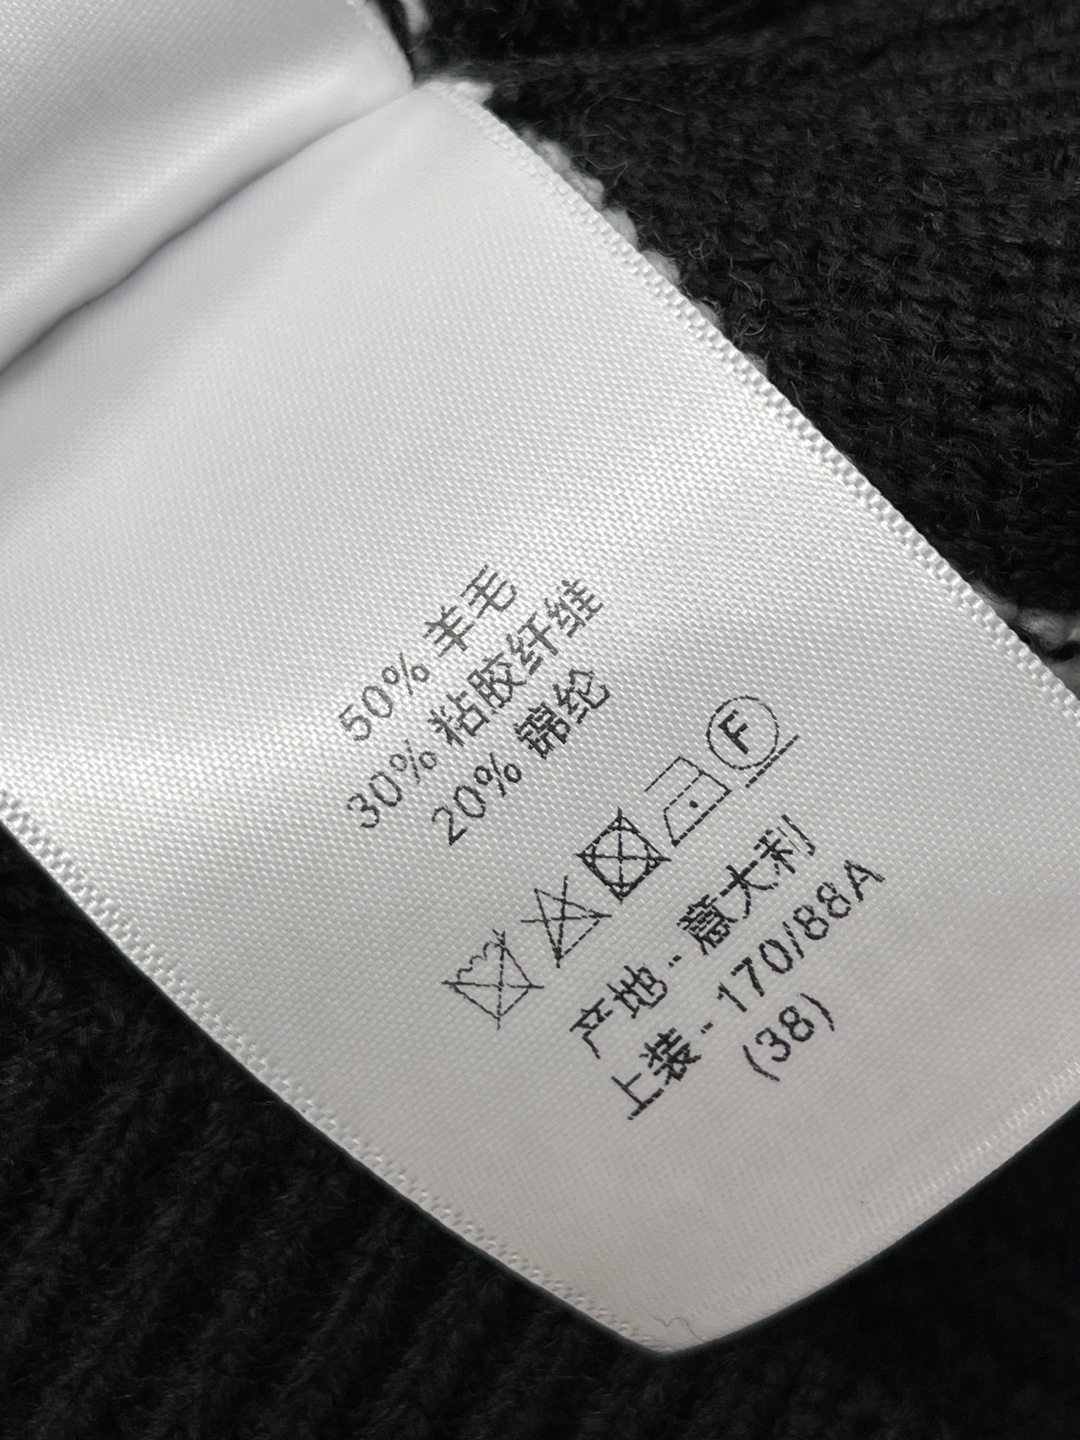 50% 羊毛
30% 粘胶纤维
20% 锦纶
F
产地:意大利
上装:170/88A
(38)